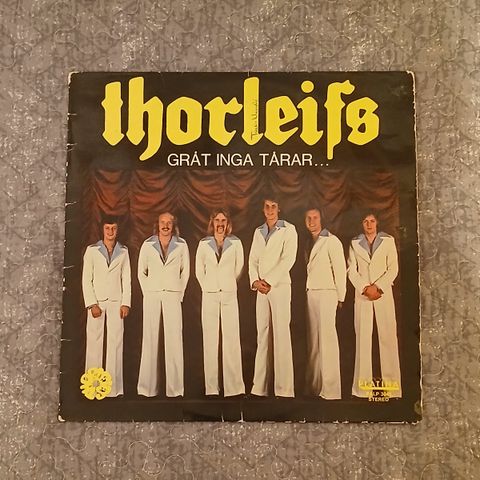 thorleifs
GRÅT INGA TÅRAR...
PLATINA
STEREO